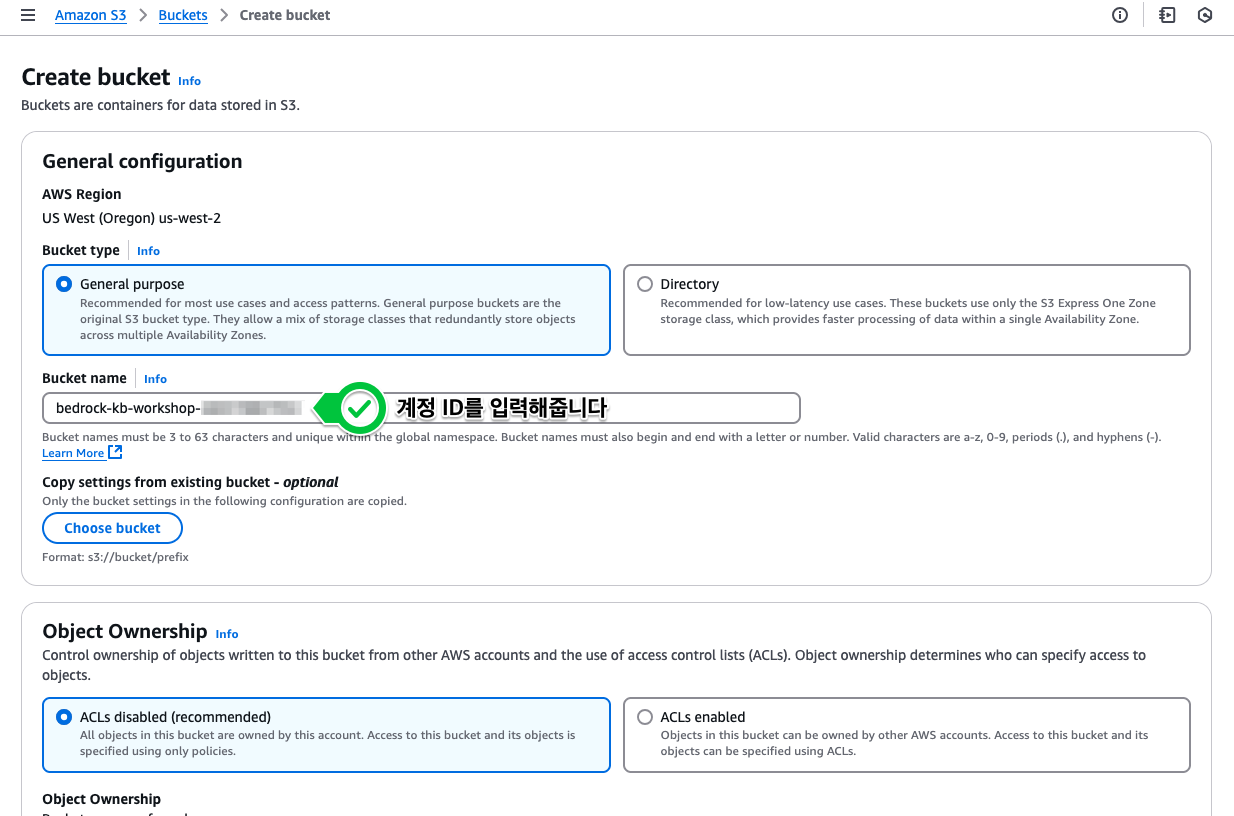 Amazon S3 > Buckets > Create bucket
Create bucket Info
Buckets are containers for data stored in S3.
General configuration
AWS Region
US West (Oregon) us-west-2
Bucket type Info
General purpose
Recommended for most use cases and access patterns. General purpose buckets are the
original S3 bucket type. They allow a mix of storage classes that redundantly store objects
across multiple Availability Zones.
Directory
Recommended for low-latency use cases. These buckets use only the S3 Express One Zone
storage class, which provides faster processing of data within a single Availability Zone.
Bucket name Info
bedrock-kb-workshop-
계정 ID를 입력해줍니다
Bucket names must be 3 to 63 characters and unique within the global namespace. Bucket names must also begin and end with a letter or number. Valid characters are a-z, 0-9, periods (.), and hyphens (-).
Learn More
Copy settings from existing bucket - optional
Only the bucket settings in the following configuration are copied.
Choose bucket
Format: s3://bucket/prefix
Object Ownership Info
Control ownership of objects written to this bucket from other AWS accounts and the use of access control lists (ACLs). Object ownership determines who can specify access to
objects.
ACLs disabled (recommended)
All objects in this bucket are owned by this account. Access to this bucket and its objects is
specified using only policies.
ACLs enabled
Objects in this bucket can be owned by other AWS accounts. Access to this bucket and its
objects can be specified using ACLs.
Object Ownership